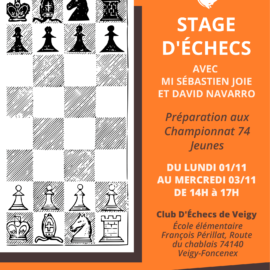 STAGE
D'ÉCHECS
AVEC
MI SÉBASTIEN JOIE
ET DAVID NAVARRO
Préparation aux
Championnat 74
Jeunes
DU LUNDI 01/11
AU MERCREDI 03/11
DE 14H à 17H
Club D'Échecs de Veigy
École élémentaire
François Périllat, Route
du chablais 74140
Veigy-Foncenex